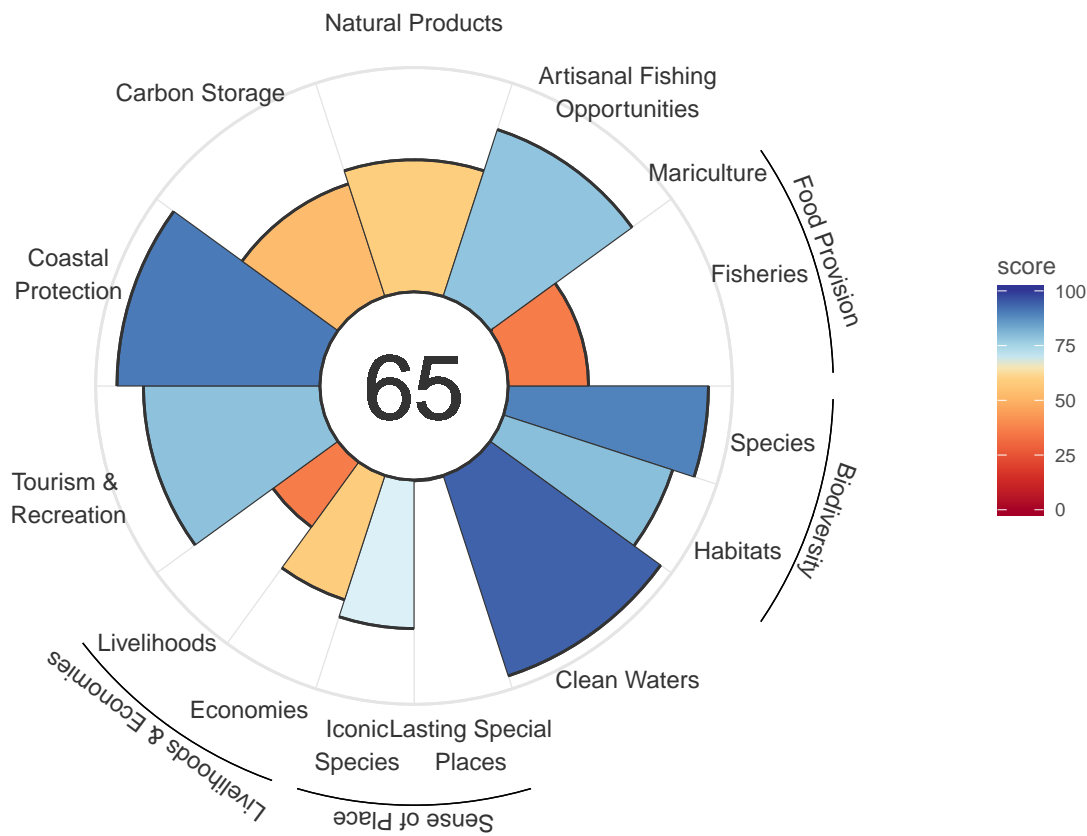 Natural Products
Carbon Storage
Artisanal Fishing
Opportunities
Mariculture
Food Provision
Fisheries
Coastal
Protection
65
score
100
75
50
25
0
Species
Biodiversity
Habitats
Tourism &
Recreation
Livelihoods
Livelihoods & Economies
Clean Waters
Economies
Iconic
Species
Lasting Special
Places
Sense of Place